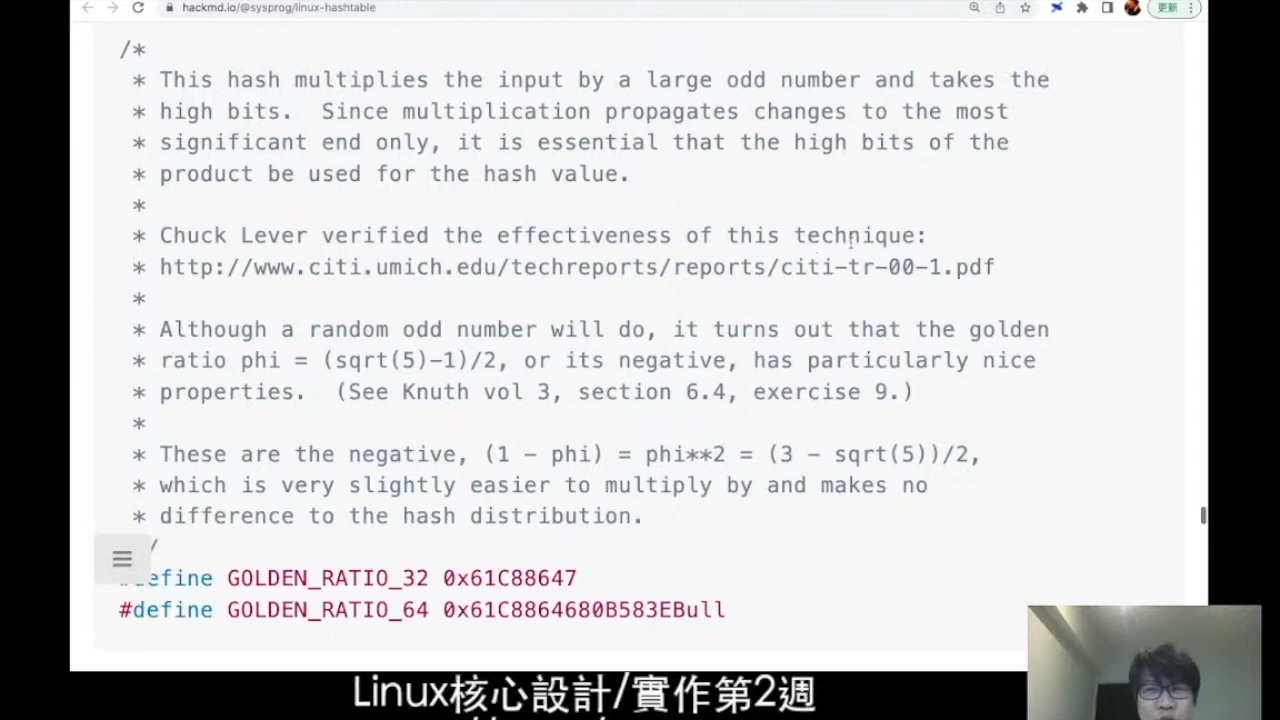 hackmd.io/@sysprog/linux-hashtable
更新
/*
* This hash multiplies the input by a large odd number and takes the
* high bits.  Since multiplication propagates changes to the most
* significant end only, it is essential that the high bits of the
* product be used for the hash value.
*
* Chuck Lever verified the effectiveness of this technique:
* http://www.citi.umich.edu/techreports/reports/citi-tr-00-1.pdf
*
* Although a random odd number will do, it turns out that the golden
* ratio phi = (sqrt(5)-1)/2, or its negative, has particularly nice
* properties.  (See Knuth vol 3, section 6.4, exercise 9.)
*
* These are the negative, (1 - phi) = phi**2 = (3 - sqrt(5))/2,
* which is very slightly easier to multiply by and makes no
* difference to the hash distribution.
/
#define GOLDEN_RATIO_32 0x61C88647
#define GOLDEN_RATIO_64 0x61C8864680B583EBull
Linux核心設計/實作第2週